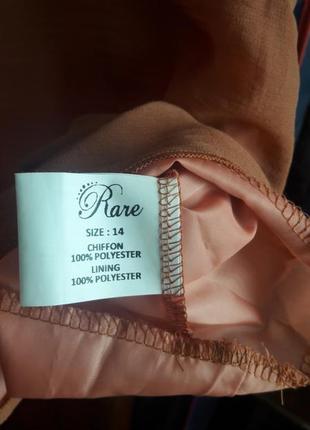 Rare
SIZE : 14
CHIFFON
100% POLYESTER
LINING
100% POLYESTER